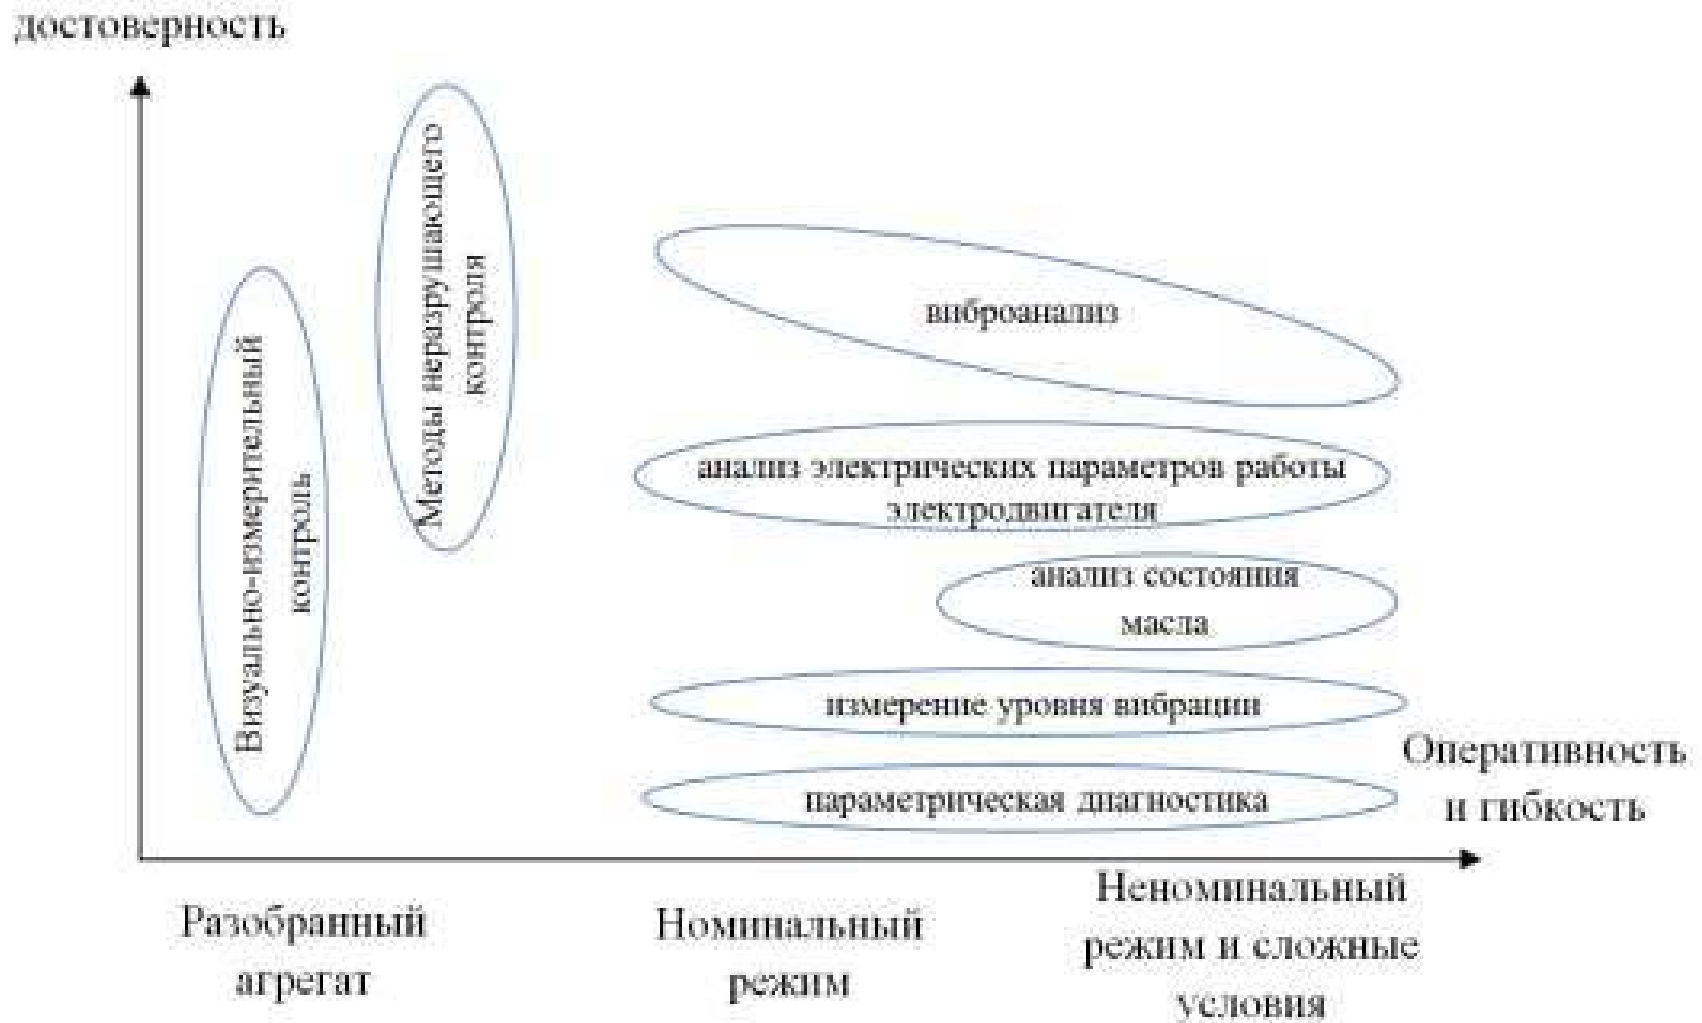 достоверность
Визуально-измерительный
контроль
Методы неразрушающего
контроля
виброанализ
анализ электрических параметров работы
электродвигателя
анализ состояния
масла
измерение уровня вибрации
параметрическая диагностика
Оперативность
и гибкость
Разобранный
агрегат
Номинальный
режим
Неноминальный
режим и сложные
условия